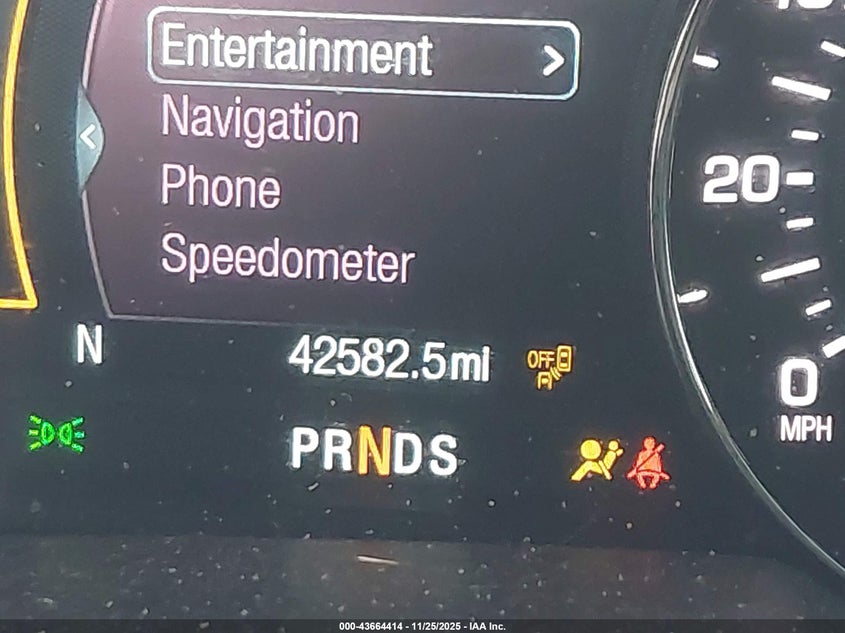 Entertainment >
<
Navigation
Phone
Speedometer
20
N
42582.5mi
OFF
0
MPH
PRNDS
000-43664414 - 11/25/2025 - IAA Inc.